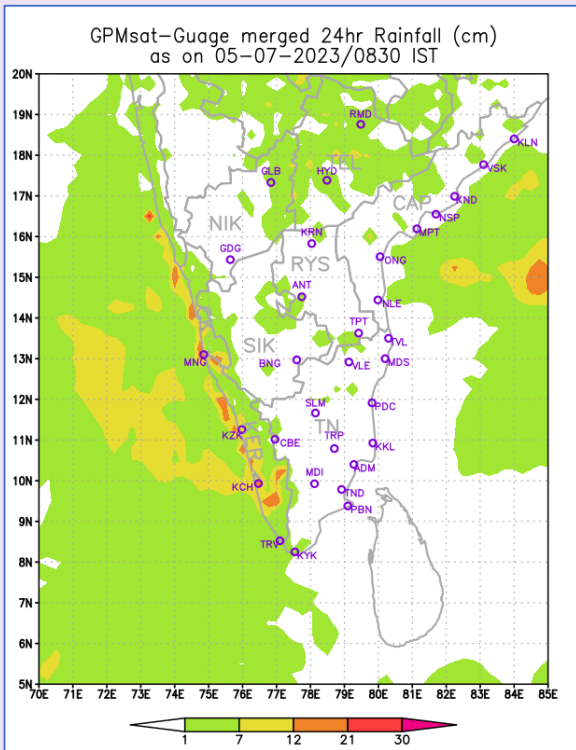 GPMsat-Guage merged 24hr Rainfall (cm)
as on 05-07-2023/0830 IST
20N
19N
RMD
KLN
18N
VSK
GLB
HYD
TEL
17N
KND
CAP
NSP
NIK
MPT
16N
KRN
GDG
ONG
RYS
15N
ANT
NLE
14N
TPT
TVL
SIK
13N
MNG
BNG
VLE
MDS
12N
SLM
PDC
TN
KZK
KER
CBE
TRP
KKL
11N
ADM
10N
KCH
MDI
TND
PBN
9N
TRV
KYK
8N
7N
6N
5N
70E 71E 72E 73E 74E 75E 76E 77E 78E 79E 80E 81E 82E 83E 84E 85E
1 7 12 21 30